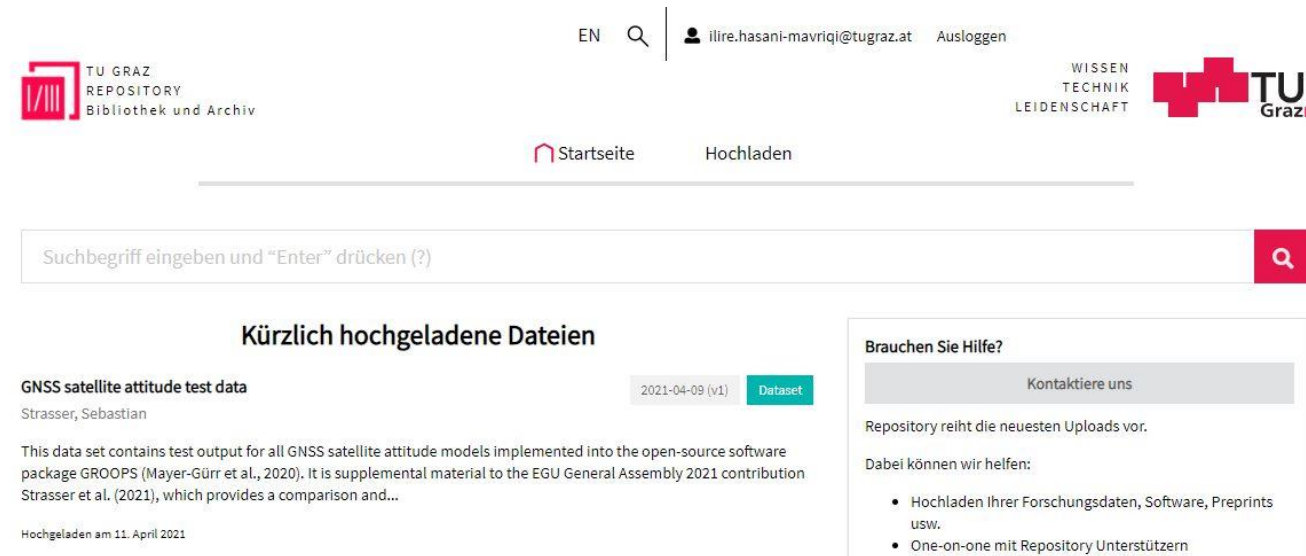 EN
ilire.hasani-mavriqi@tugraz.at Ausloggen
TU GRAZ
REPOSITORY
Bibliothek und Archiv
WISSEN
TECHNIK
LEIDENSCHAFT
TU
Graz
Startseite Hochladen
Suchbegriff eingeben und “Enter” drücken (?)
Kürzlich hochgeladene Dateien
GNSS satellite attitude test data 2021-04-09 (v1) Dataset
Strasser, Sebastian
This data set contains test output for all GNSS satellite attitude models implemented into the open-source software
package GROOPS (Mayer-Gürr et al., 2020). It is supplemental material to the EGU General Assembly 2021 contribution
Strasser et al. (2021), which provides a comparison and...
Hochgeladen am 11. April 2021
Brauchen Sie Hilfe?
Kontaktiere uns
Repository reiht die neuesten Uploads vor.
Dabei können wir helfen:
• Hochladen Ihrer Forschungsdaten, Software, Preprints
usw.
• One-on-one mit Repository Unterstützern